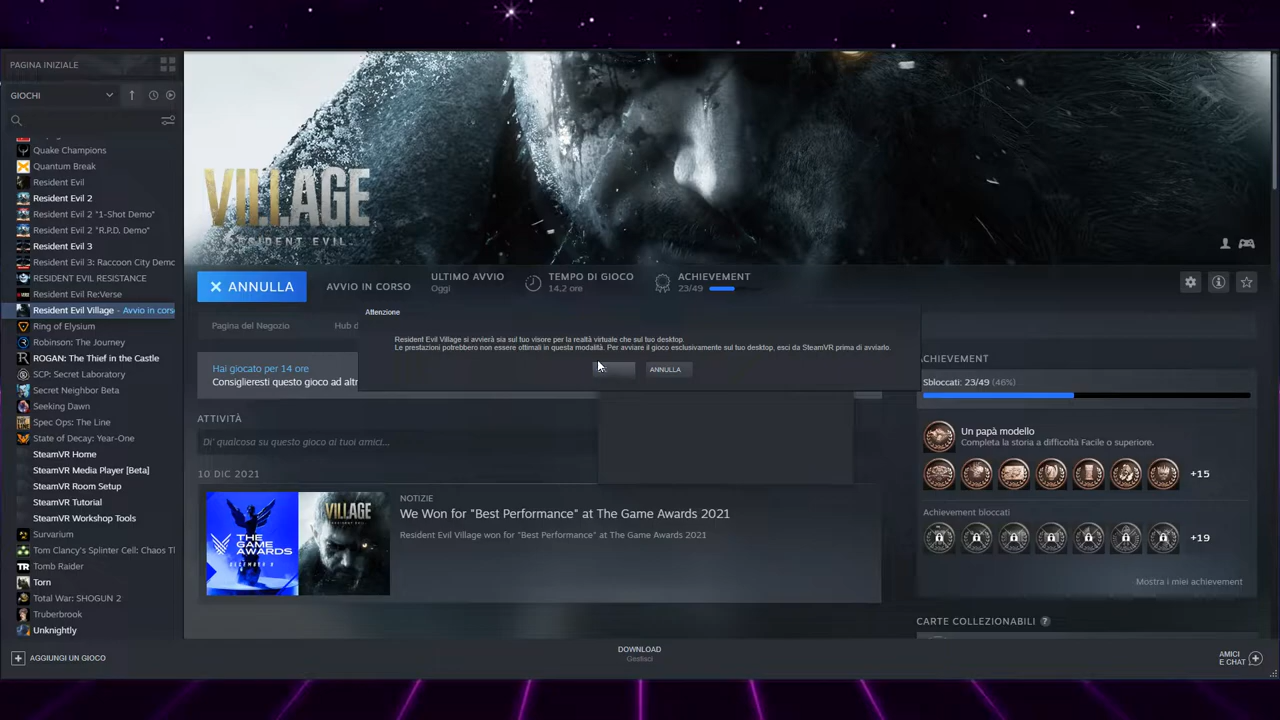 PAGINA INIZIALE
GIOCHI
Quake Champions
Quantum Break
Resident Evil
Resident Evil 2
Resident Evil 2 "1-Shot Demo"
Resident Evil 2 "R.P.D. Demo"
Resident Evil 3
Resident Evil 3: Raccoon City Demo
RESIDENT EVIL RESISTANCE
Resident Evil Re:Verse
Resident Evil Village - Avvio in corso
Ring of Elysium
Robinson: The Journey
ROGAN: The Thief in the Castle
SCP: Secret Laboratory
Secret Neighbor Beta
Seeking Dawn
Spec Ops: The Line
State of Decay: Year-One
SteamVR Home
SteamVR Media Player [Beta]
SteamVR Room Setup
SteamVR Tutorial
SteamVR Workshop Tools
Survarium
Tom Clancy's Splinter Cell: Chaos T
Tomb Raider
Torn
Total War: SHOGUN 2
Truberbrook
Unknightly
AGGIUNGI UN GIOCO
VILLAGE
RESIDENT EVIL
ANNULLA
AVVIO IN CORSO
ULTIMO AVVIO
Oggi
TEMPO DI GIOCO
14,2 ore
ACHIEVEMENT
23/49
Pagina del Negozio
Hub d
Attenzione
Resident Evil Village si avvierà sia sul tuo visore per la realtà virtuale che sul tuo desktop.
Le prestazioni potrebbero non essere ottimali in questa modalità. Per avviare il gioco esclusivamente sul tuo desktop, esci da SteamVR prima di avviarlo.
ANNULLA
Hai giocato per 14 ore
Consiglieresti questo gioco ad altr
ATTIVITÀ
Di' qualcosa su questo gioco ai tuoi amici...
10 DIC 2021
THE GAME AWARDS
VILLAGE
NOTIZIE
We Won for "Best Performance" at The Game Awards 2021
Resident Evil Village won for "Best Performance" at The Game Awards 2021
ACHIEVEMENT
Sbloccati: 23/49 (46%)
Un papà modello
Completa la storia a difficoltà Facile o superiore.
+15
Achievement bloccati
+19
Mostra i miei achievement
CARTE COLLEZIONABILI ?
DOWNLOAD
Gestisci
AMICI
E CHAT